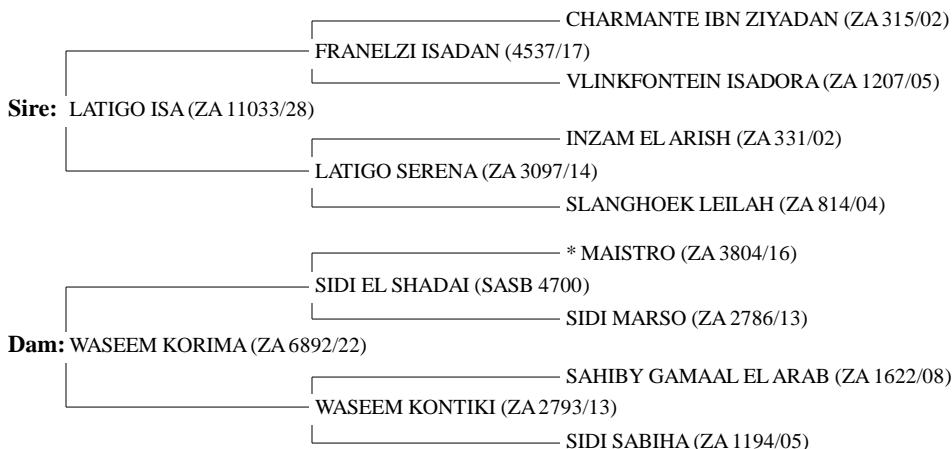 CHARMANTE IBN ZIYADAN (ZA 315/02)
FRANELZI ISADAN (4537/17)
VLINKFONTEIN ISADORA (ZA 1207/05)
Sire: LATIGO ISA (ZA 11033/28)
INZAM EL ARISH (ZA 331/02)
LATIGO SERENA (ZA 3097/14)
SLANGHOEK LEILAH (ZA 814/04)
* MAISTRO (ZA 3804/16)
SIDI EL SHADAI (SASB 4700)
SIDI MARSO (ZA 2786/13)
Dam: WASEEM KORIMA (ZA 6892/22)
SAHIBY GAMAAL EL ARAB (ZA 1622/08)
WASEEM KONTIKI (ZA 2793/13)
SIDI SABIHA (ZA 1194/05)